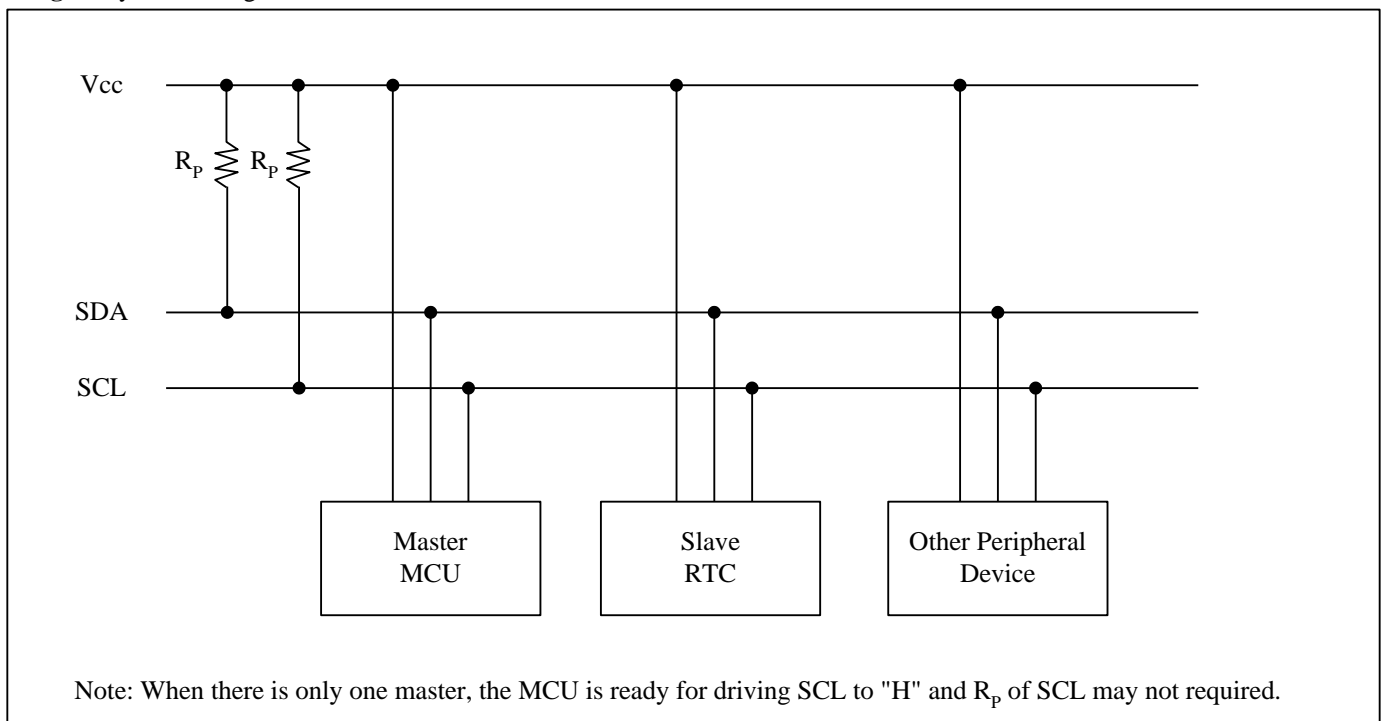 Vcc
R_P R_P
SDA
SCL
Master
MCU
Slave
RTC
Other Peripheral
Device
Note: When there is only one master, the MCU is ready for driving SCL to "H" and R_P of SCL may not required.